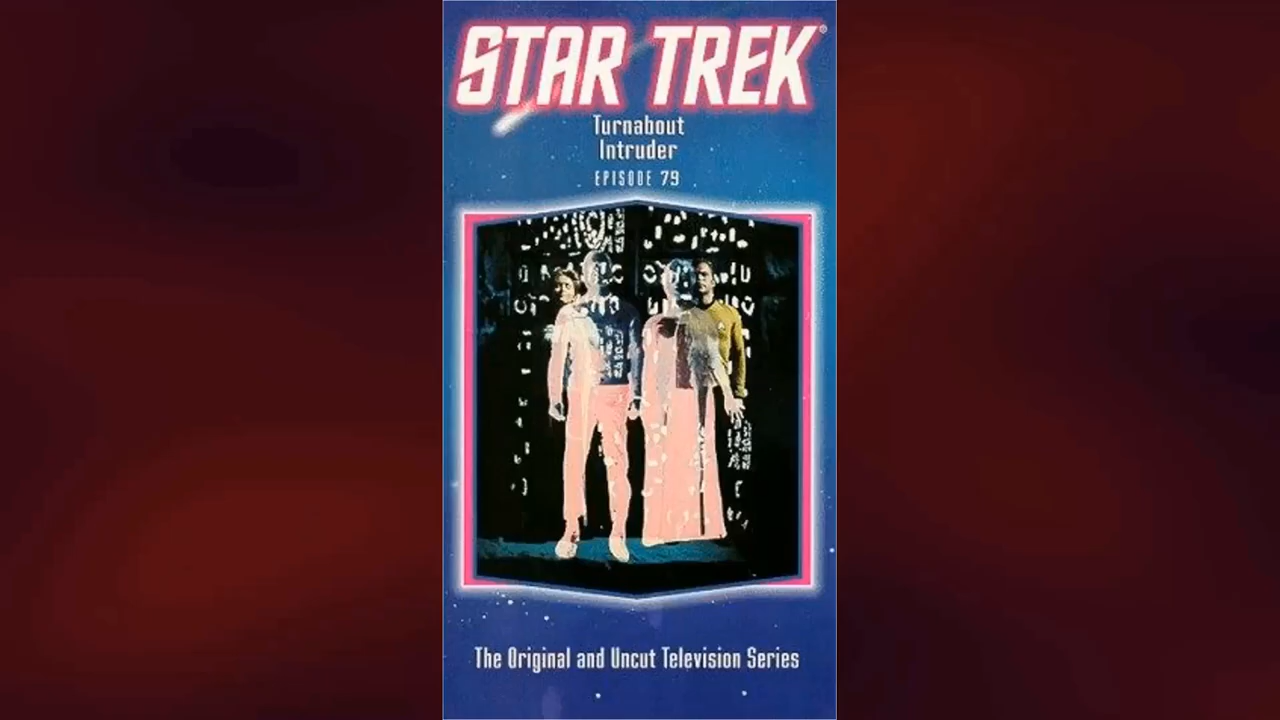 STAR TREK®
Turnabout
Intruder
EPISODE 79
The Original and Uncut Television Series